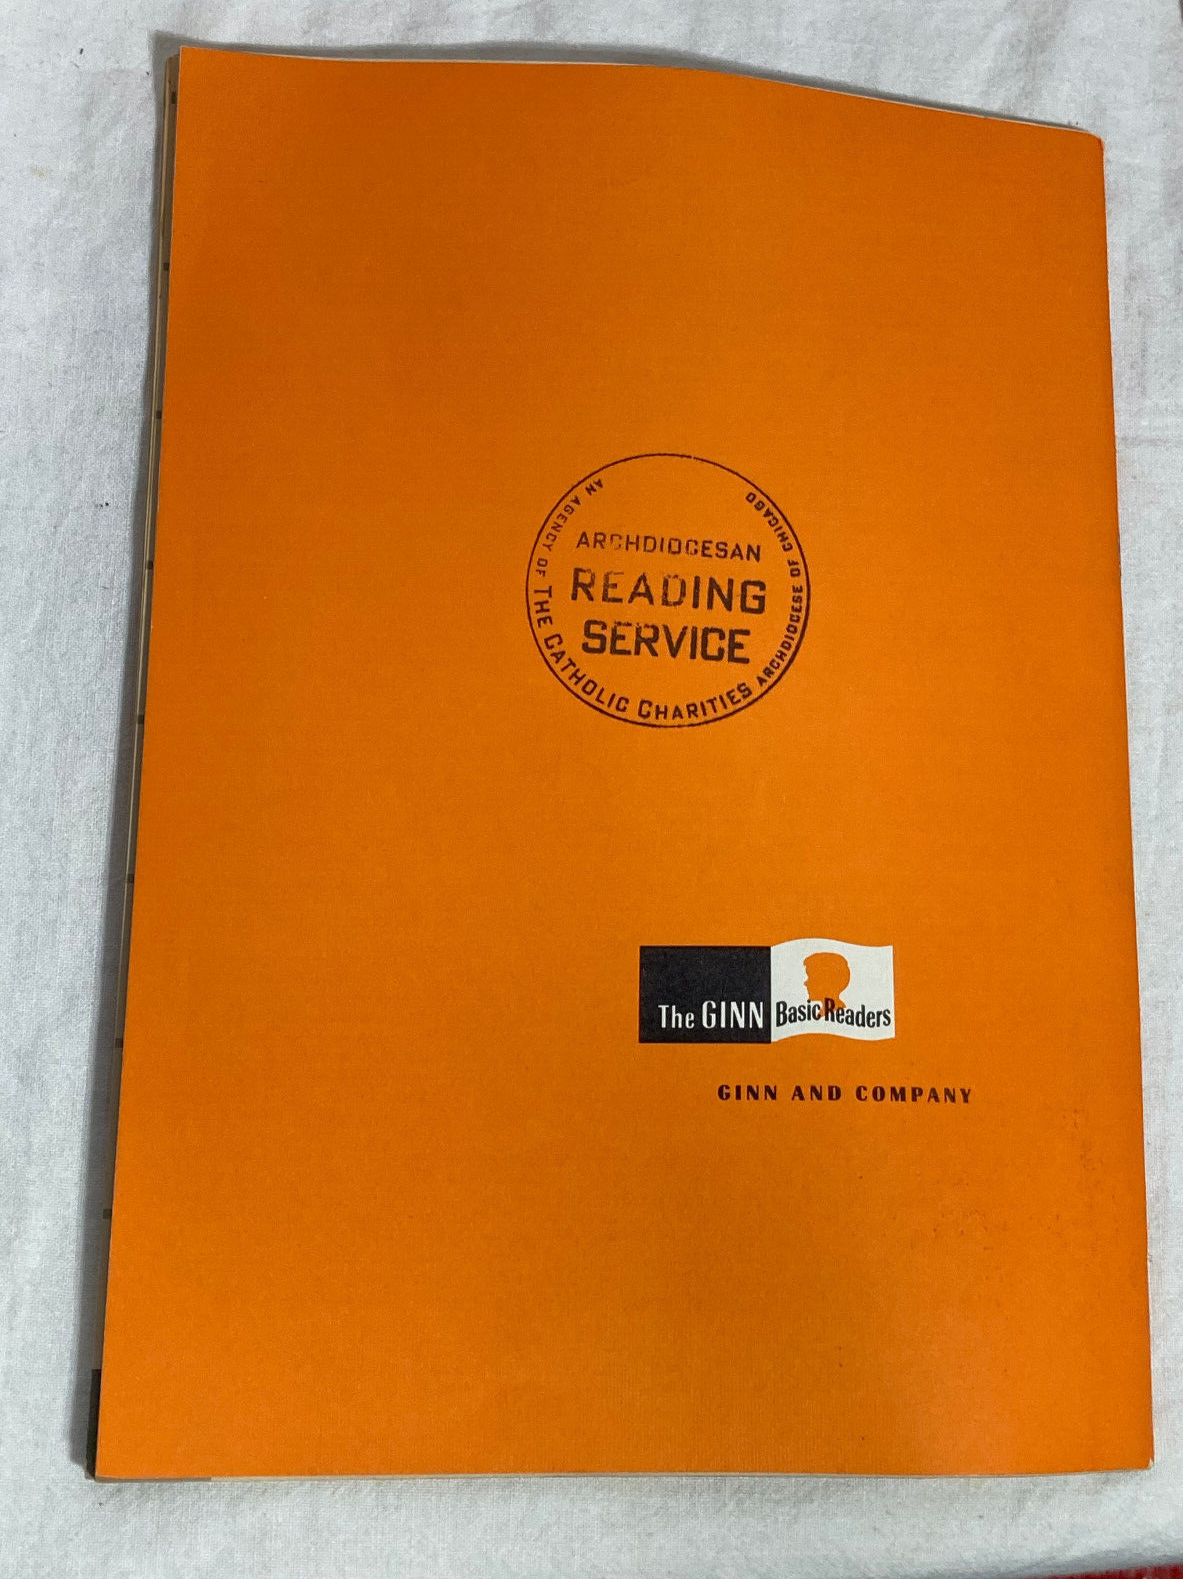 ARCHDIOCESAN
READING
SERVICE
AN AGENCY OF THE CATHOLIC CHARITIES ARCHDIOCESE OF CHICAGO
The GINN Basic Readers
GINN AND COMPANY